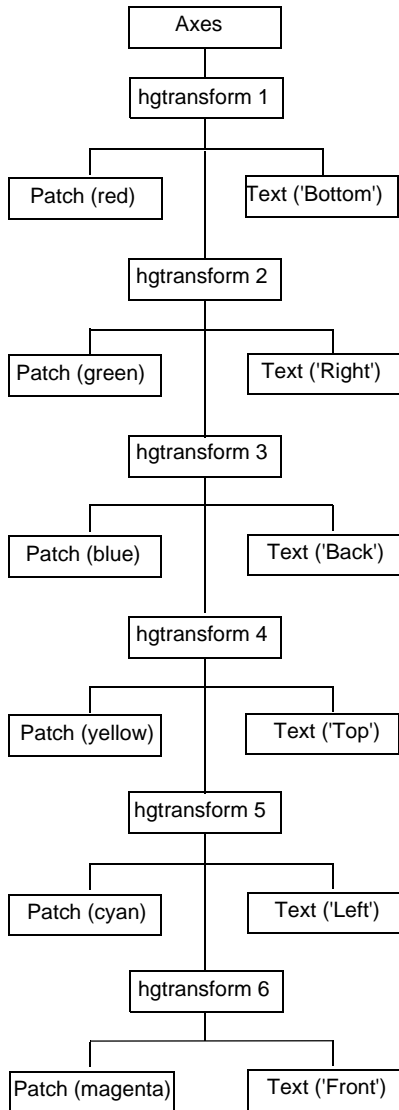 Axes
hgtransform 1
Patch (red)
Text ('Bottom')
hgtransform 2
Patch (green)
Text ('Right')
hgtransform 3
Patch (blue)
Text ('Back')
hgtransform 4
Patch (yellow)
Text ('Top')
hgtransform 5
Patch (cyan)
Text ('Left')
hgtransform 6
Patch (magenta)
Text ('Front')